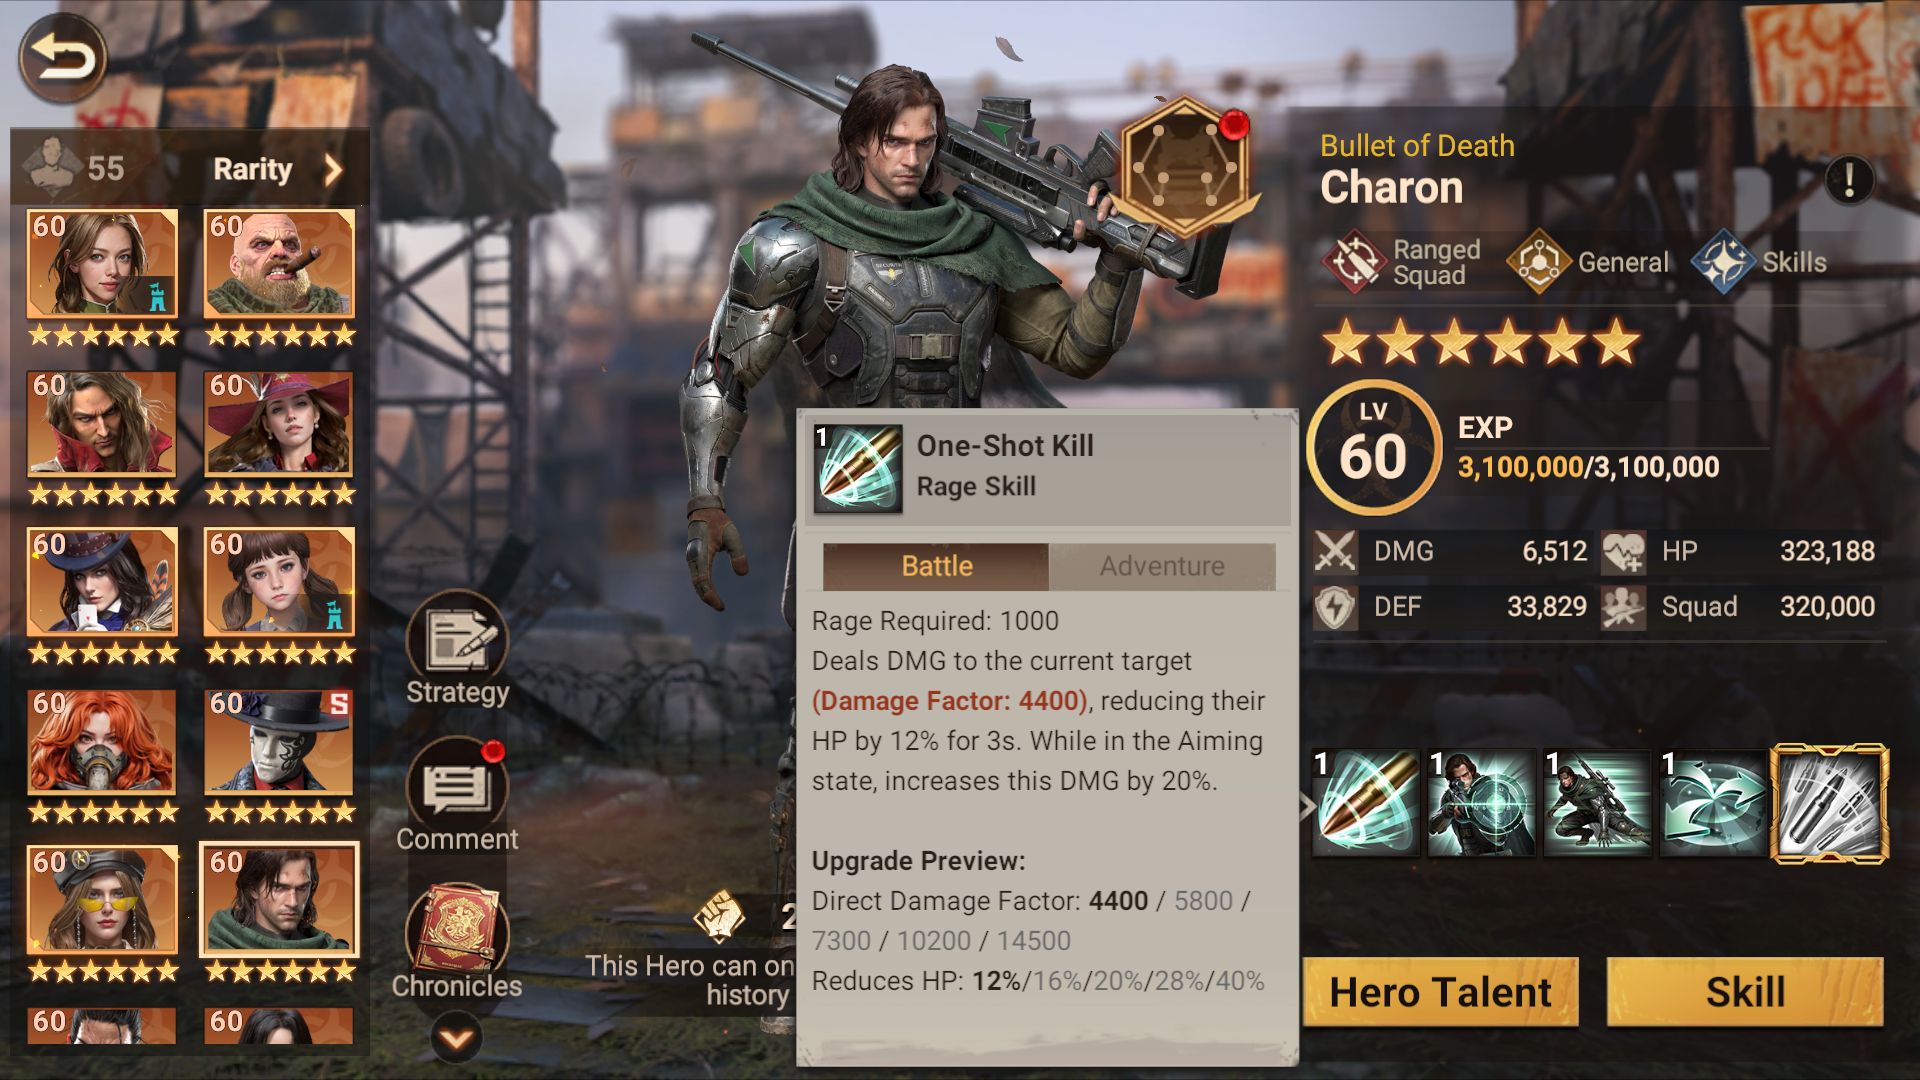 55
Rarity
60
60
60
60
60
60
60
60
S
60
60
60
60
Strategy
Comment
Chronicles
2
This Hero can on
history
1
One-Shot Kill
Rage Skill
Battle
Adventure
Rage Required: 1000
Deals DMG to the current target
(Damage Factor: 4400), reducing their
HP by 12% for 3s. While in the Aiming
state, increases this DMG by 20%.
Upgrade Preview:
Direct Damage Factor: 4400 / 5800 /
7300 / 10200 / 14500
Reduces HP: 12%/16%/20%/28%/40%
Bullet of Death
Charon
!
Ranged
Squad
General
Skills
LV
60
EXP
3,100,000/3,100,000
DMG 6,512
HP 323,188
DEF 33,829
Squad 320,000
1
1
1
1
Hero Talent
Skill
FUCK
OFF